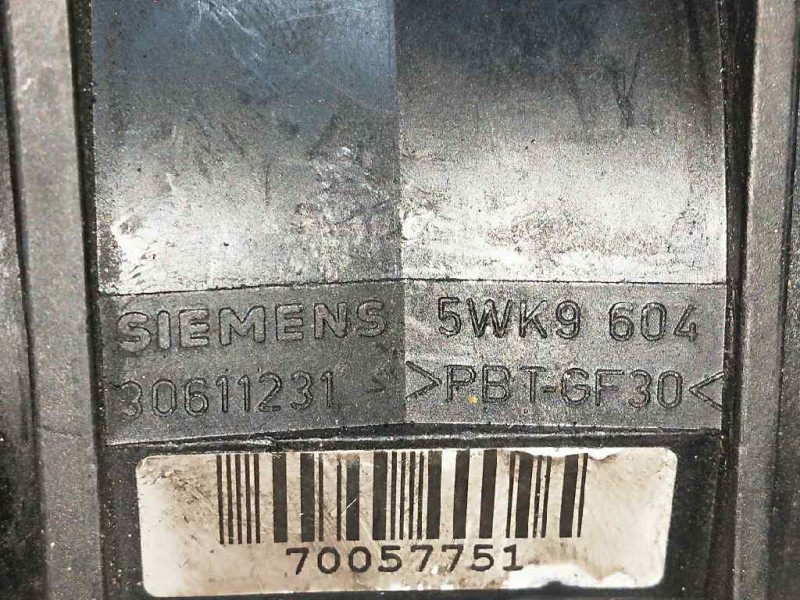 SIEMENS 5WK9 604
30611231 >PBT-GF30<
70057751